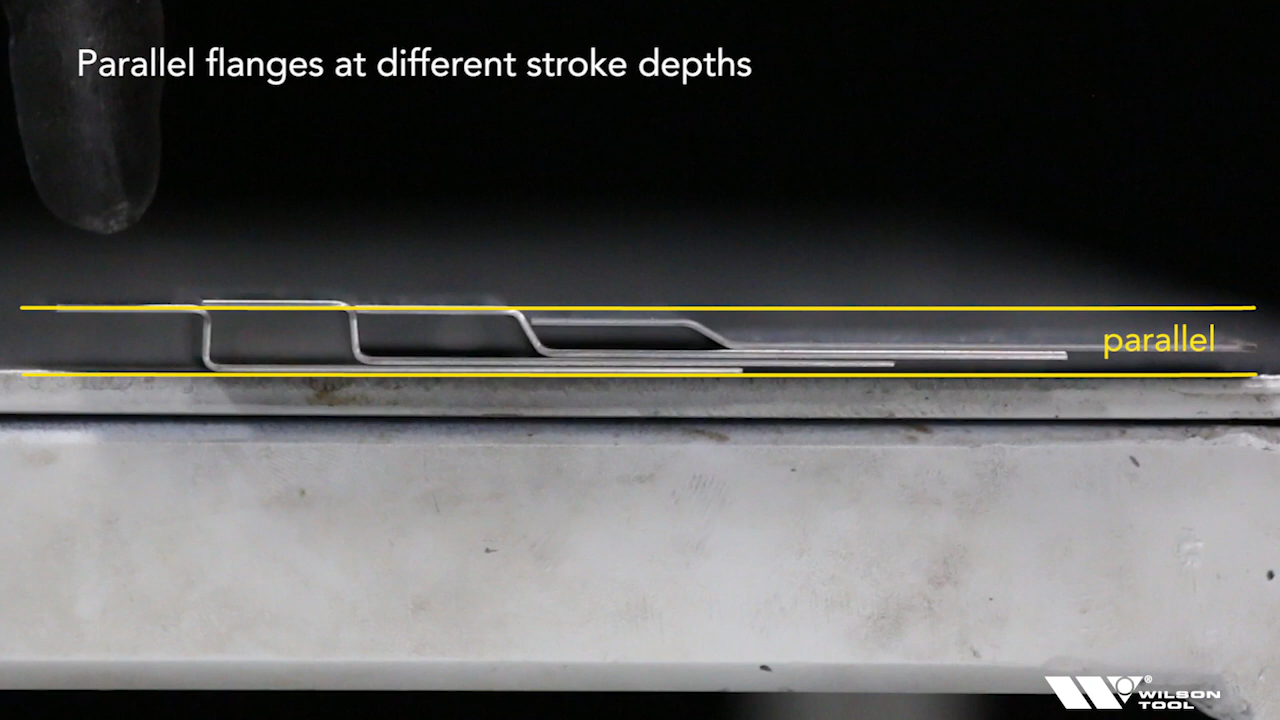 Parallel flanges at different stroke depths
parallel
WILSON
TOOL